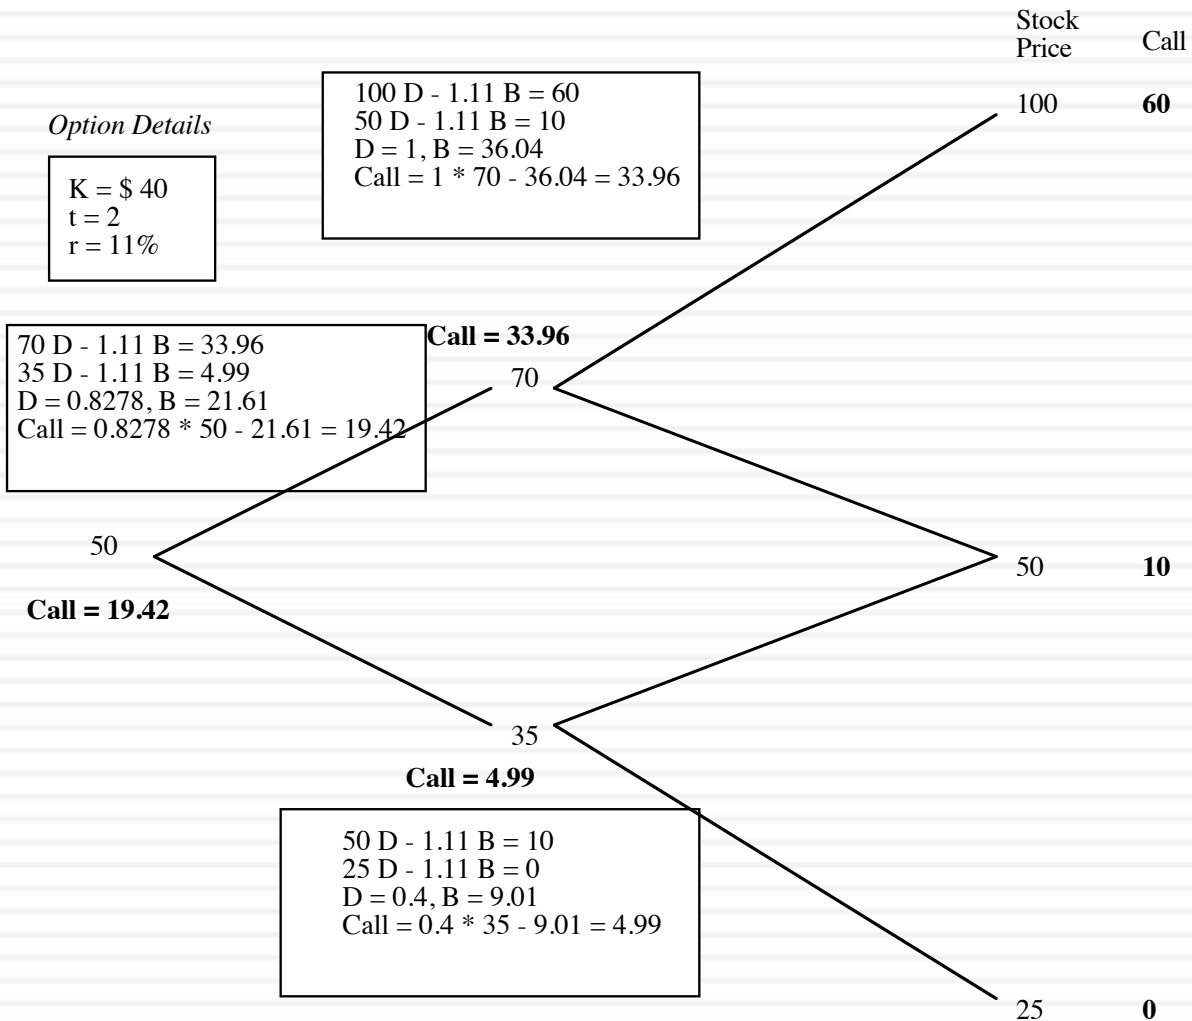 Stock
Price
Call
100 D - 1.11 B = 60
50 D - 1.11 B = 10
D = 1, B = 36.04
Call = 1 * 70 - 36.04 = 33.96
100
60
Option Details
K = $ 40
t = 2
r = 11%
70 D - 1.11 B = 33.96
35 D - 1.11 B = 4.99
D = 0.8278, B = 21.61
Call = 0.8278 * 50 - 21.61 = 19.42
Call = 33.96
70
50
Call = 19.42
50
10
35
Call = 4.99
50 D - 1.11 B = 10
25 D - 1.11 B = 0
D = 0.4, B = 9.01
Call = 0.4 * 35 - 9.01 = 4.99
25
0